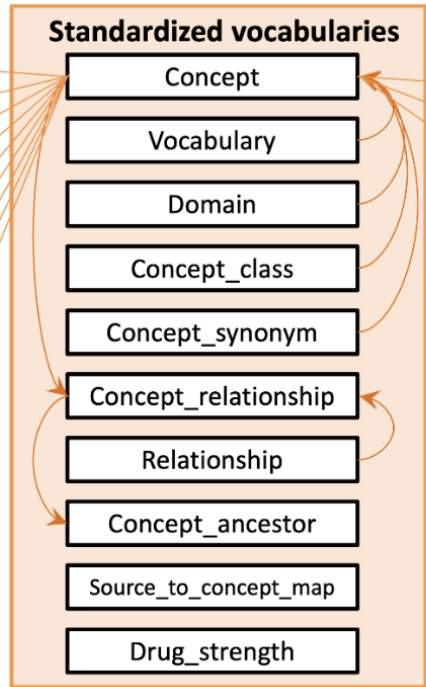 Standardized vocabularies
Concept
Vocabulary
Domain
Concept_class
Concept_synonym
Concept_relationship
Relationship
Concept_ancestor
Source_to_concept_map
Drug_strength